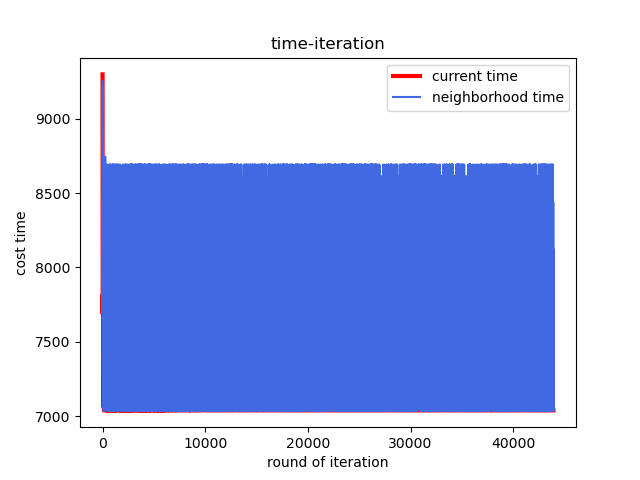 time-iteration
current time
neighborhood time
9000
8500
8000
7500
7000
cost time
0
10000
20000
30000
40000
round of iteration